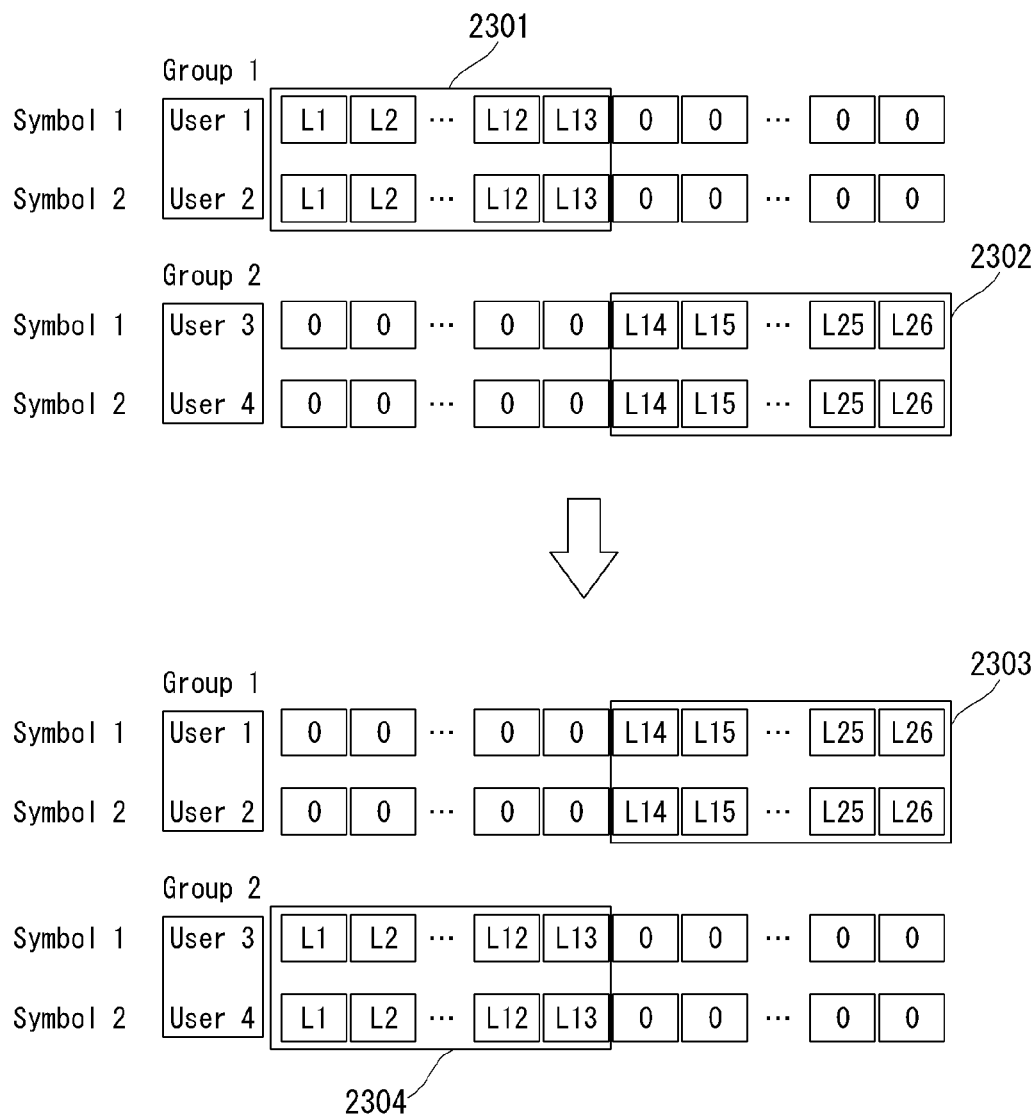 2301
Group 1
Symbol 1 User 1 L1 L2 ... L12 L13 0 0 ... 0 0
Symbol 2 User 2 L1 L2 ... L12 L13 0 0 ... 0 0
Group 2
2302
Symbol 1 User 3 0 0 ... 0 0 L14 L15 ... L25 L26
Symbol 2 User 4 0 0 ... 0 0 L14 L15 ... L25 L26
2303
Group 1
Symbol 1 User 1 0 0 ... 0 0 L14 L15 ... L25 L26
Symbol 2 User 2 0 0 ... 0 0 L14 L15 ... L25 L26
Group 2
Symbol 1 User 3 L1 L2 ... L12 L13 0 0 ... 0 0
Symbol 2 User 4 L1 L2 ... L12 L13 0 0 ... 0 0
2304